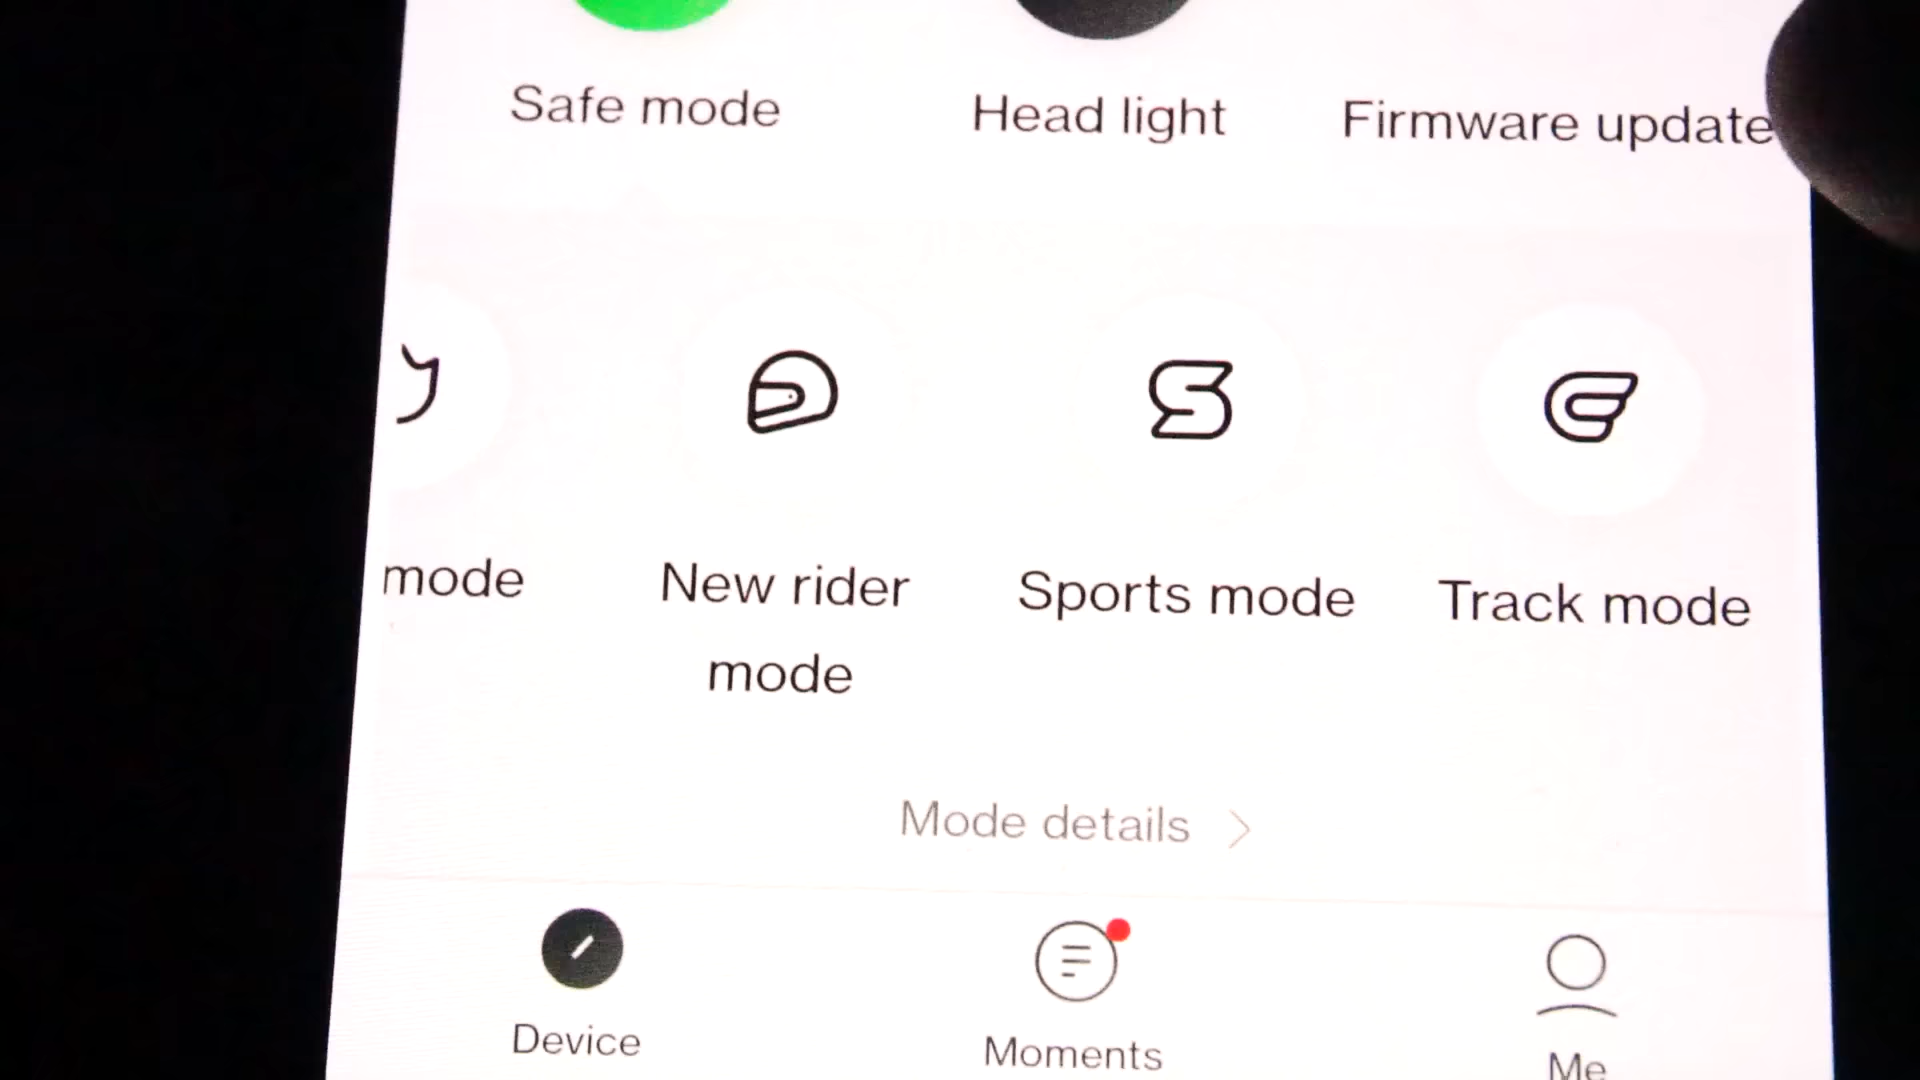 Safe mode
Head light
Firmware update
mode
New rider
mode
Sports mode
Track mode
Mode details
Device
Moments
Me